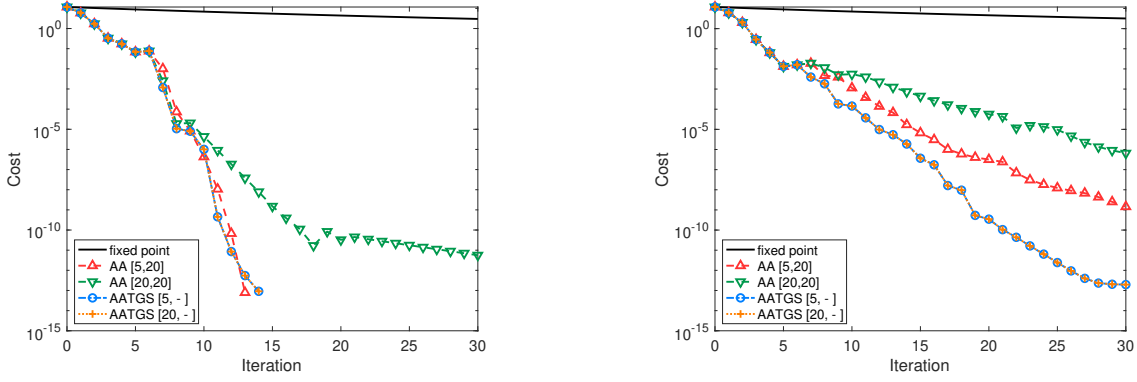 10^0
10^-5
10^-10
10^-15
Cost
0 5 10 15 20 25 30
Iteration
fixed point
AA [5,20]
AA [20,20]
AATGS [5, - ]
AATGS [20, - ]
10^0
10^-5
10^-10
10^-15
Cost
0 5 10 15 20 25 30
Iteration
fixed point
AA [5,20]
AA [20,20]
AATGS [5, - ]
AATGS [20, - ]